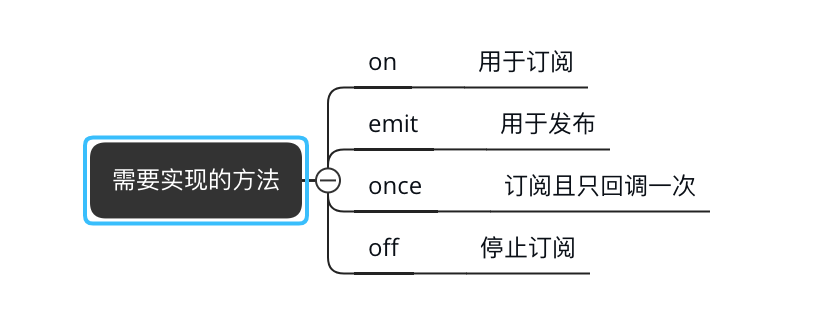 需要实现的方法
on 用于订阅
emit 用于发布
once 订阅且只回调一次
off 停止订阅